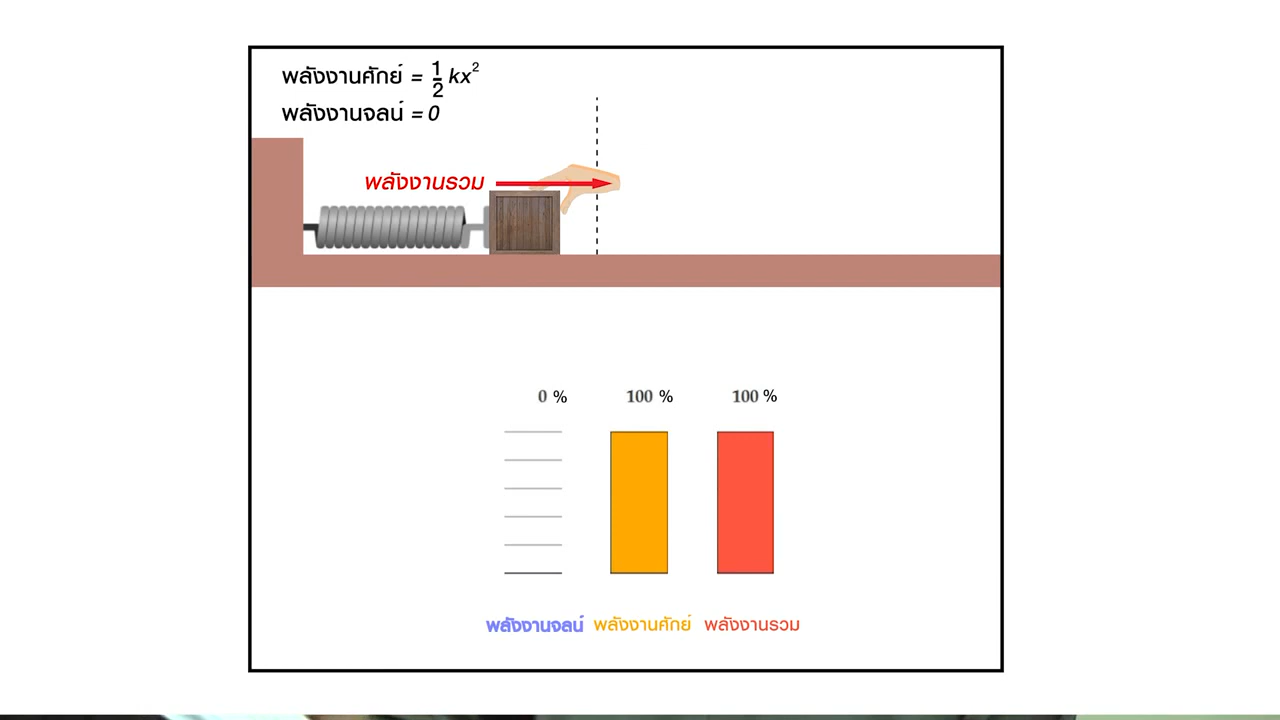 พลังงานศักย์ = 1/2 kx²
พลังงานจลน์ = 0
พลังงานรวม
0 % 100 % 100 %
พลังงานจลน์ พลังงานศักย์ พลังงานรวม